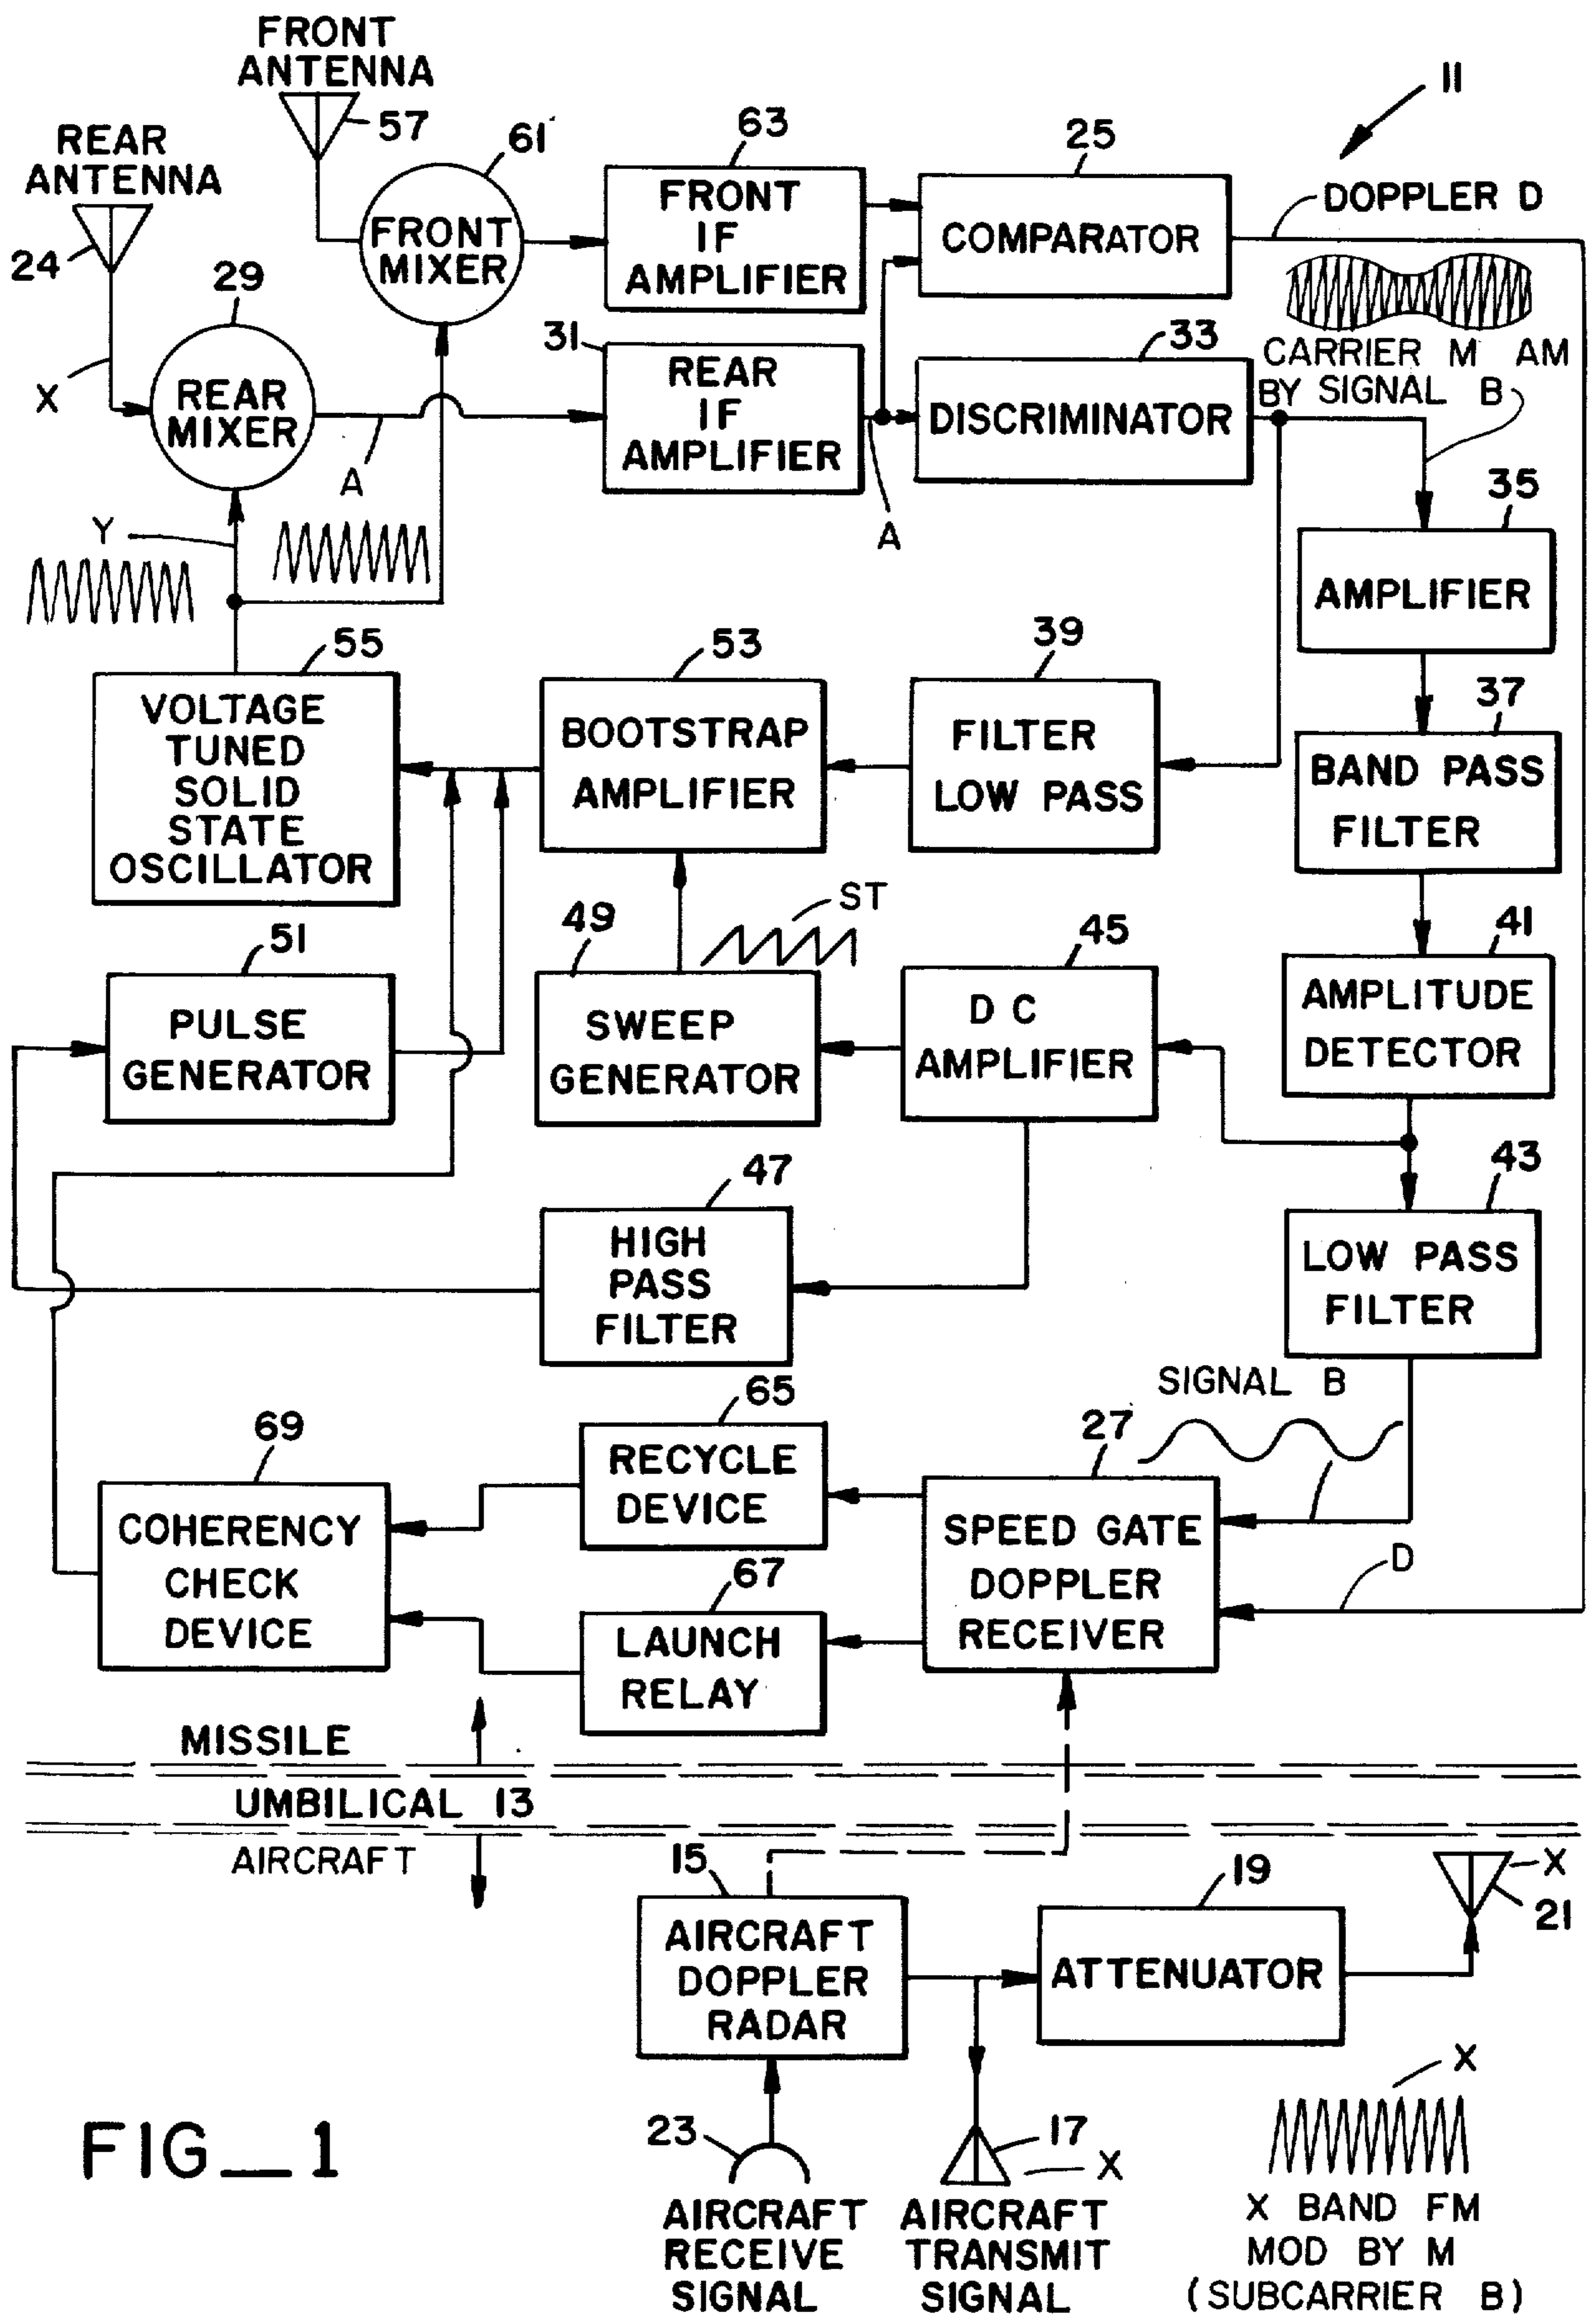 FRONT
ANTENNA
57
61
63
25
11
REAR
ANTENNA
24
29
X
FRONT
MIXER
FRONT
IF
AMPLIFIER
COMPARATOR
DOPPLER D
31
33
REAR
MIXER
A
REAR
IF
AMPLIFIER
A
DISCRIMINATOR
CARRIER M AM
BY SIGNAL B
Y
35
AMPLIFIER
55
53
39
37
VOLTAGE
TUNED
SOLID
STATE
OSCILLATOR
BOOTSTRAP
AMPLIFIER
FILTER
LOW PASS
BAND PASS
FILTER
51
49
ST
45
41
PULSE
GENERATOR
SWEEP
GENERATOR
D C
AMPLIFIER
AMPLITUDE
DETECTOR
47
43
HIGH
PASS
FILTER
LOW PASS
FILTER
SIGNAL B
69
65
27
COHERENCY
CHECK
DEVICE
RECYCLE
DEVICE
SPEED GATE
DOPPLER
RECEIVER
D
67
LAUNCH
RELAY
MISSILE
UMBILICAL 13
AIRCRAFT
15
19
X
21
AIRCRAFT
DOPPLER
RADAR
ATTENUATOR
23
17
X
X
AIRCRAFT
RECEIVE
SIGNAL
AIRCRAFT
TRANSMIT
SIGNAL
X BAND FM
MOD BY M
(SUBCARRIER B)
FIG_1